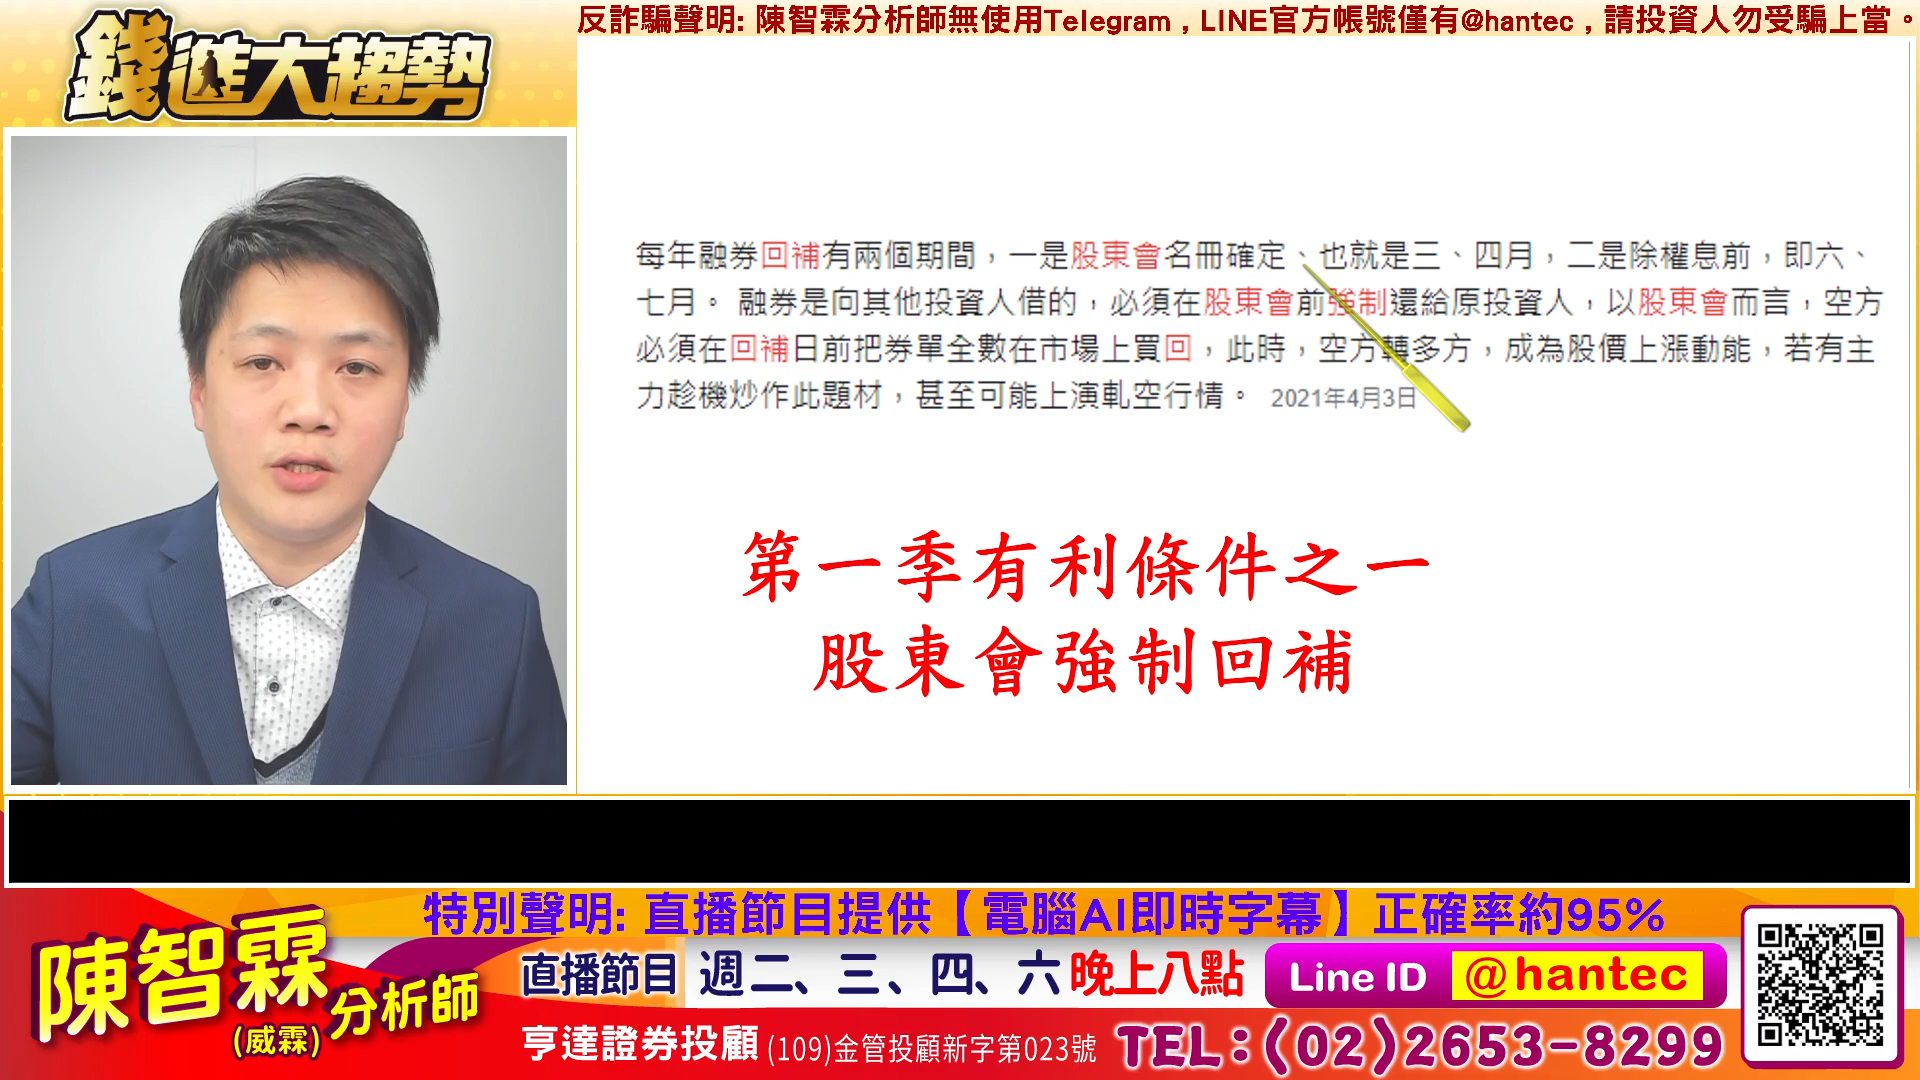 反詐騙聲明: 陳智霖分析師無使用Telegram , LINE官方帳號僅有@hantec , 請投資人勿受騙上當。
錢進大趨勢
每年融券回補有兩個期間，一是股東會名冊確定、也就是三、四月，二是除權息前，即六、
七月。 融券是向其他投資人借的，必須在股東會前強制還給原投資人，以股東會而言，空方
必須在回補日前把券單全數在市場上買回，此時，空方轉多方，成為股價上漲動能，若有主
力趁機炒作此題材，甚至可能上演軋空行情。 2021年4月3日
第一季有利條件之一
股東會強制回補
特別聲明: 直播節目提供【電腦AI即時字幕】正確率約95%
陳智霖分析師
(威霖)
直播節目 週二、三、四、六 晚上八點
Line ID @hantec
亨達證券投顧 (109)金管投顧新字第023號 TEL:(02)2653-8299